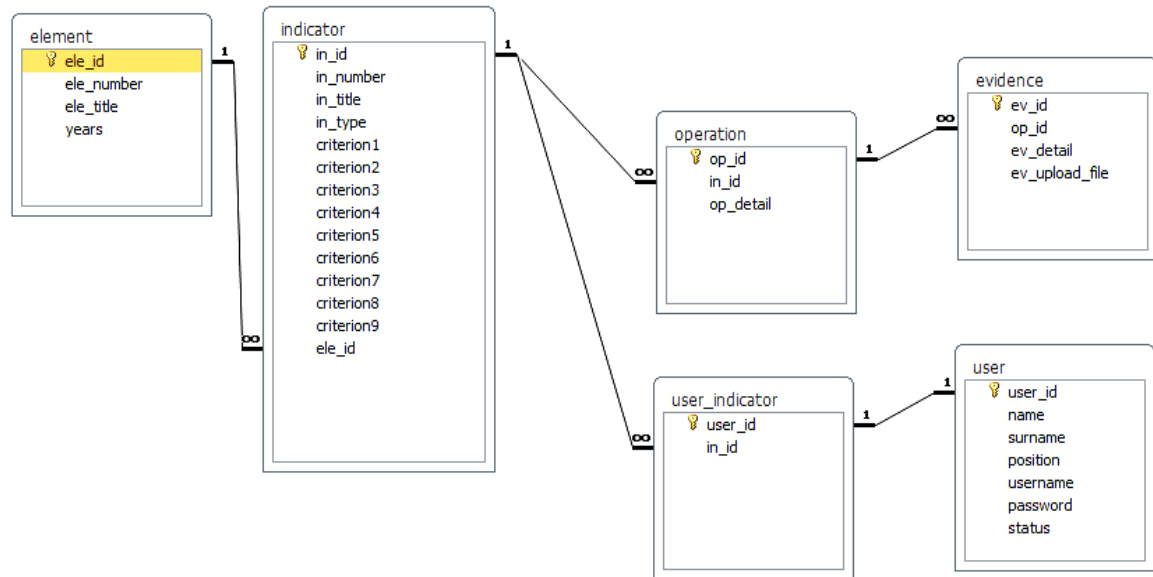 element
ele_id
ele_number
ele_title
years
1
∞
indicator
in_id
in_number
in_title
in_type
criterion1
criterion2
criterion3
criterion4
criterion5
criterion6
criterion7
criterion8
criterion9
ele_id
1
∞
operation
op_id
in_id
op_detail
1
∞
evidence
ev_id
op_id
ev_detail
ev_upload_file
∞
user_indicator
user_id
in_id
1
1
user
user_id
name
surname
position
username
password
status